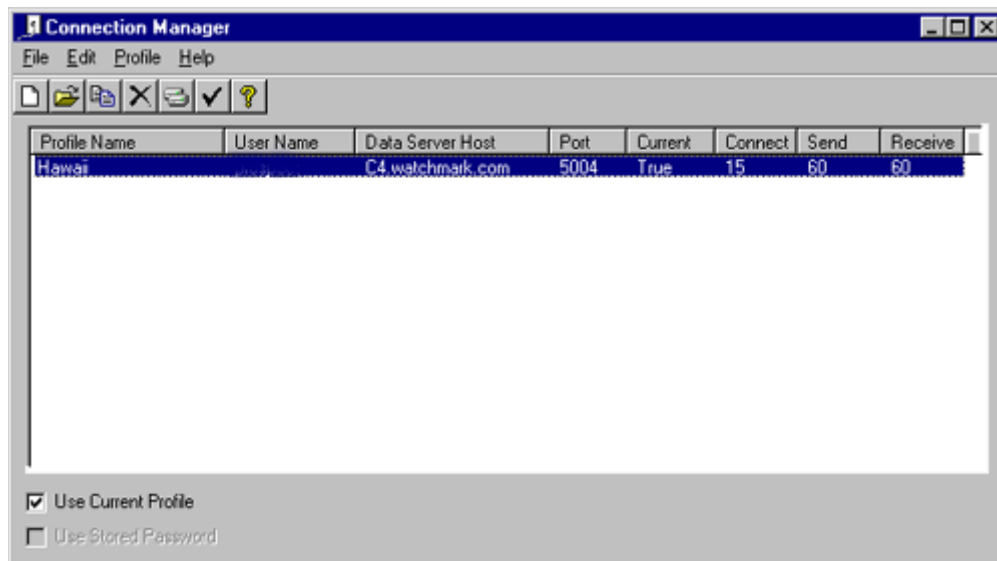 Connection Manager
File Edit Profile Help
Profile Name User Name Data Server Host Port Current Connect Send Receive
Hawaii C4.watchmark.com 5004 True 15 60 60
Use Current Profile
Use Stored Password